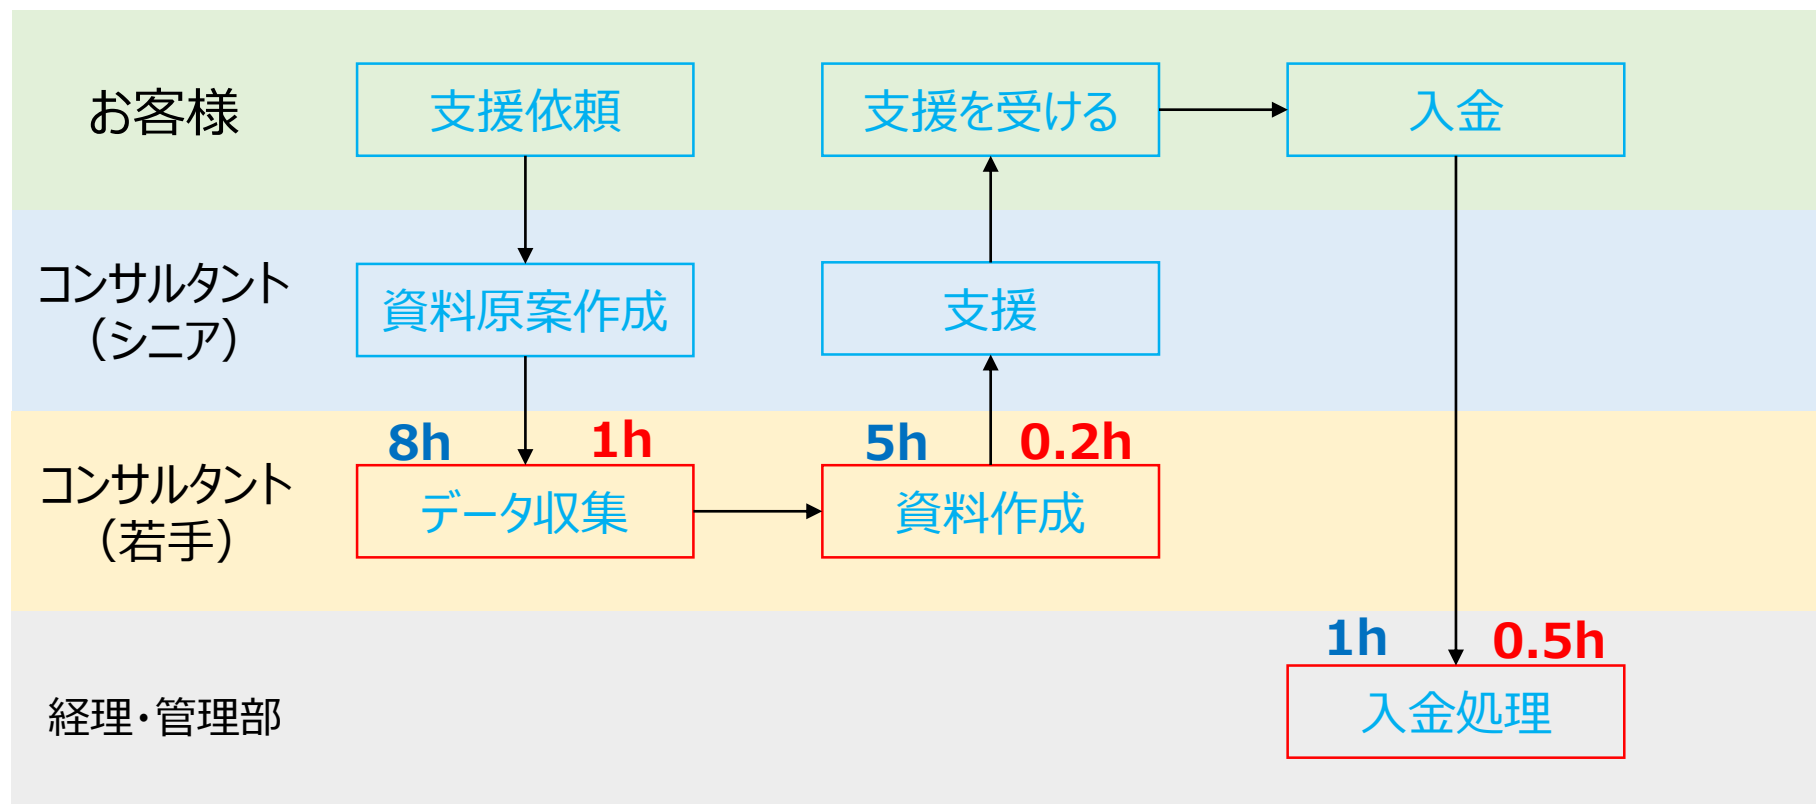 お客様
支援依頼
支援を受ける
入金
コンサルタント
（シニア）
資料原案作成
支援
8h
1h
5h
0.2h
コンサルタント
（若手）
データ収集
資料作成
1h
0.5h
経理・管理部
入金処理